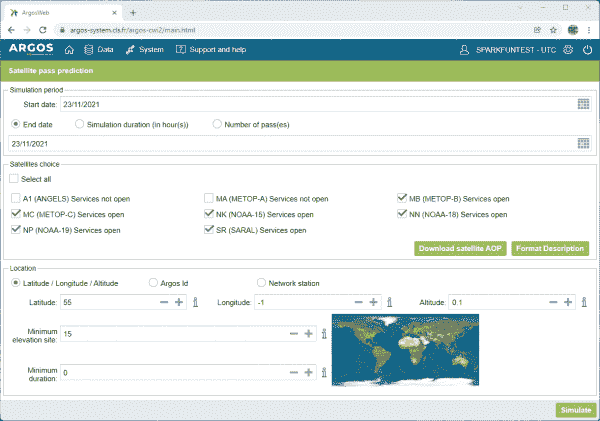 ArgosWeb
argos-system.cls.fr/argos-cwi2/main.html
ARGOS Data System Support and help SPARKFUNTEST - UTC
Satellite pass prediction
Simulation period
Start date: 23/11/2021
End date Simulation duration (in hour(s)) Number of pass(es)
23/11/2021
Satellites choice
Select all
A1 (ANGELS) Services not open MA (METOP-A) Services not open MB (METOP-B) Services open
MC (METOP-C) Services open NK (NOAA-15) Services open NN (NOAA-18) Services open
NP (NOAA-19) Services open SR (SARAL) Services open
Download satellite AOP Format Description
Location
Latitude / Longitude / Altitude Argos Id Network station
Latitude: 55 Longitude: -1 Altitude: 0.1
Minimum
elevation site: 15
Minimum
duration: 0
Simulate